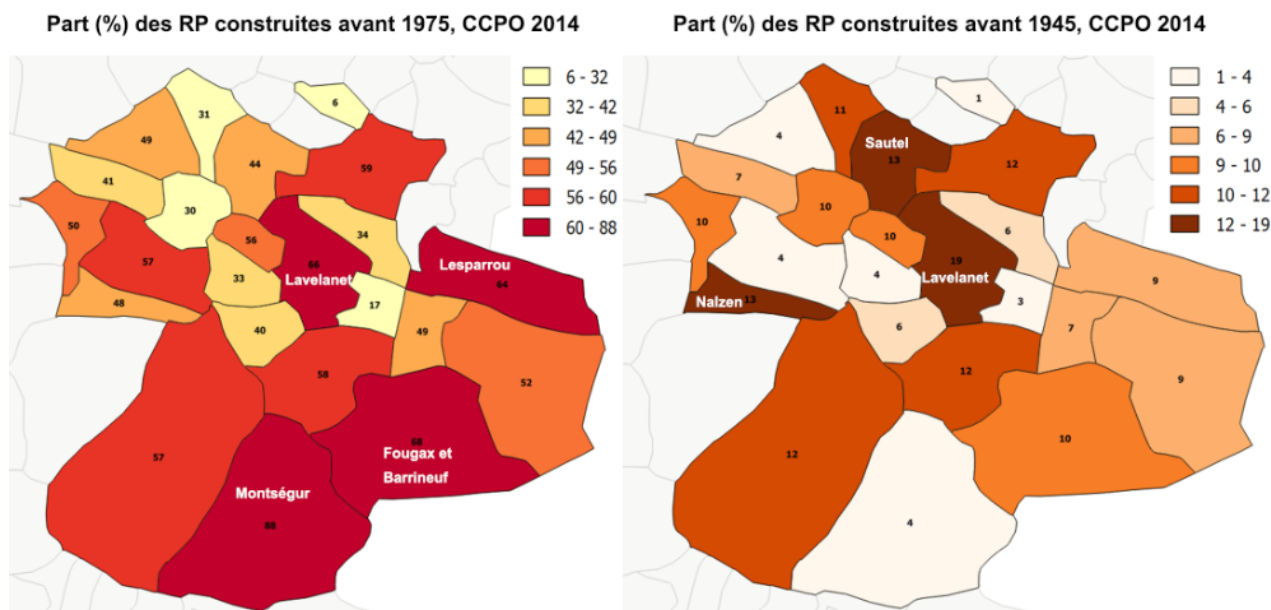 Part (%) des RP construites avant 1975, CCPO 2014
6 - 32
32 - 42
42 - 49
49 - 56
56 - 60
60 - 88
6
31
49
44
59
41
30
50
56
34
57
66
Lavelanet
Lesparrou
64
33
17
48
40
49
58
52
68
Fougax et
Barrineuf
57
Montségur
88
Part (%) des RP construites avant 1945, CCPO 2014
1 - 4
4 - 6
6 - 9
9 - 10
10 - 12
12 - 19
1
11
4
Sautel
13
12
7
10
10
10
6
4
19
Lavelanet
4
9
Nalzen
13
3
6
7
12
9
10
12
4